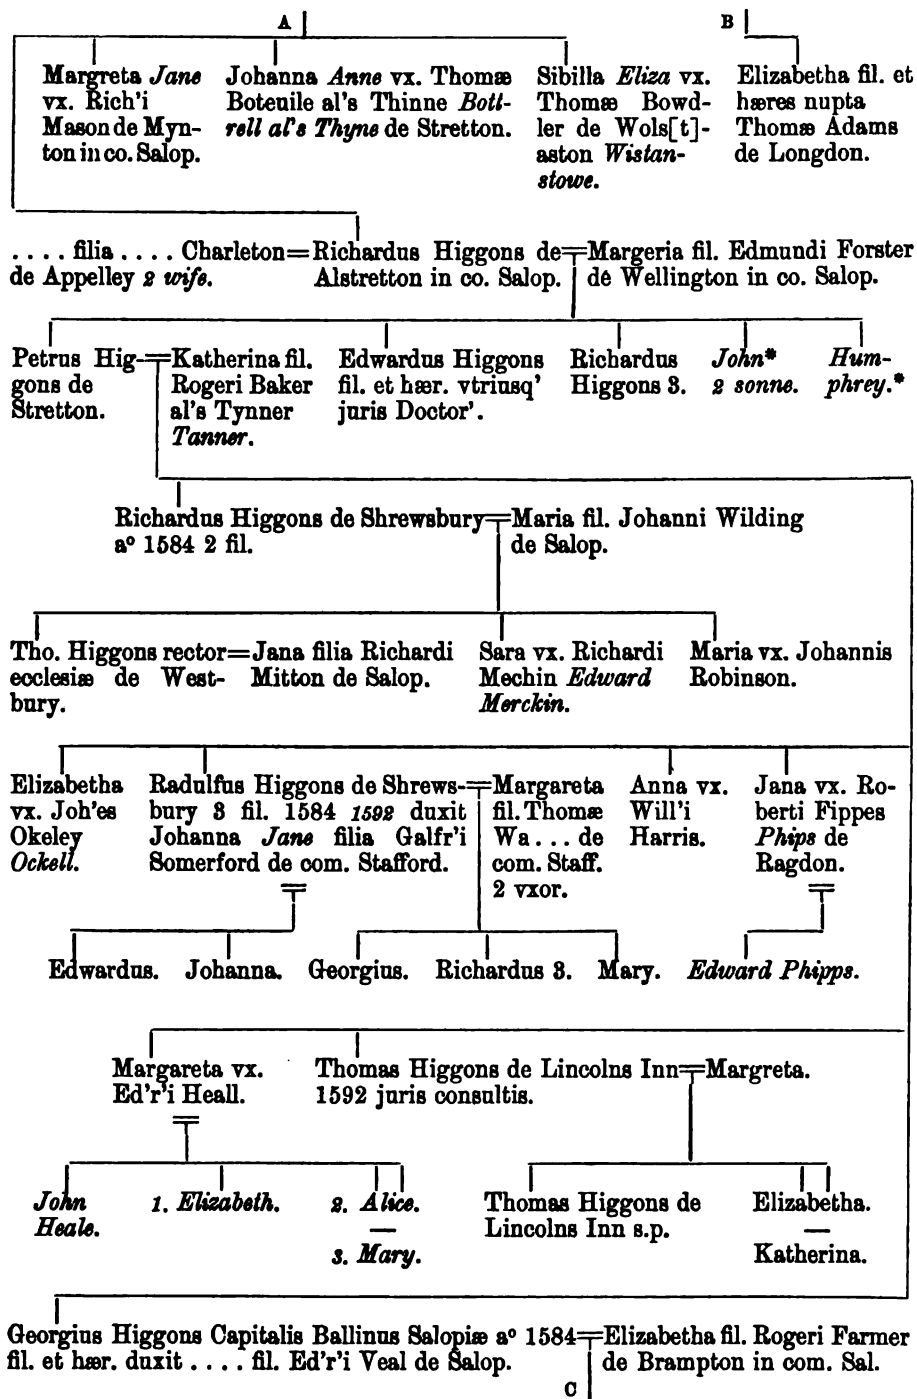 A B
Margreta Jane
vx. Rich'i
Mason de Myn-
ton in co. Salop.
Johanna Anne vx. Thomæ
Boteuile al's Thinne Bott-
rell al's Thyne de Stretton.
Sibilla Eliza vx.
Thomæ Bowd-
ler de Wols[t]-
aston Wistan-
stowe.
Elizabetha fil. et
hæres nupta
Thomæ Adams
de Longdon.
.... filia .... Charleton=
de Appelley 2 wife.
Richardus Higgons de
Alstretton in co. Salop.
Margeria fil. Edmundi Forster
de Wellington in co. Salop.
Petrus Hig-
gons de
Stretton.
Katherina fil.
Rogeri Baker
al's Tynner
Tanner.
Edwardus Higgons
fil. et hær. vtriusq'
juris Doctor'.
Richardus
Higgons 3.
John*
2 sonne.
Hum-
phrey.*
Richardus Higgons de Shrewsbury
aº 1584 2 fil.
Maria fil. Johanni Wilding
de Salop.
Tho. Higgons rector=
ecclesiæ de West-
bury.
Jana filia Richardi
Mitton de Salop.
Sara vx. Richardi
Mechin Edward
Merckin.
Maria vx. Johannis
Robinson.
Elizabetha
vx. Joh'es
Okeley
Ockell.
Radulfus Higgons de Shrews-
bury 3 fil. 1584 1592 duxit
Johanna Jane filia Galfr'i
Somerford de com. Stafford.
Margareta
fil. Thomæ
Wa... de
com. Staff.
2 vxor.
Anna vx.
Will'i
Harris.
Jana vx. Ro-
berti Fippes
Phips de
Ragdon.
Edwardus. Johanna. Georgius. Richardus 3. Mary. Edward Phipps.
Margareta vx.
Ed'r'i Heall.
Thomas Higgons de Lincolns Inn
1592 juris consultis.
Margreta.
John
Heale.
1. Elizabeth.
2. Alice.
—
3. Mary.
Thomas Higgons de
Lincolns Inn s.p.
Elizabetha.
—
Katherina.
Georgius Higgons Capitalis Ballinus Salopiæ aº 1584
fil. et hær. duxit .... fil. Ed'r'i Veal de Salop.
Elizabetha fil. Rogeri Farmer
de Brampton in com. Sal.
C